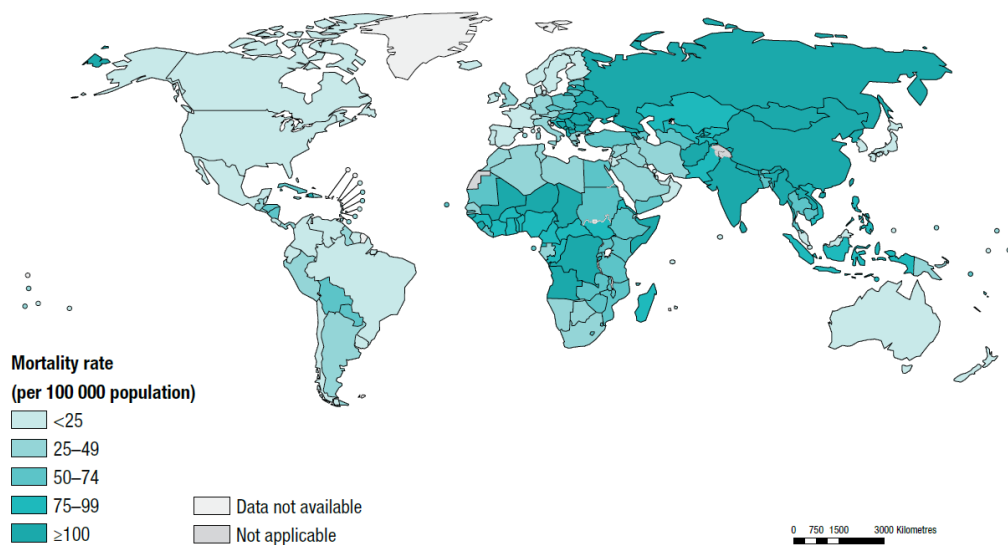 Mortality rate
(per 100 000 population)
<25
25–49
50–74
75–99
≥100
Data not available
Not applicable
0 750 1500 3000 Kilometres